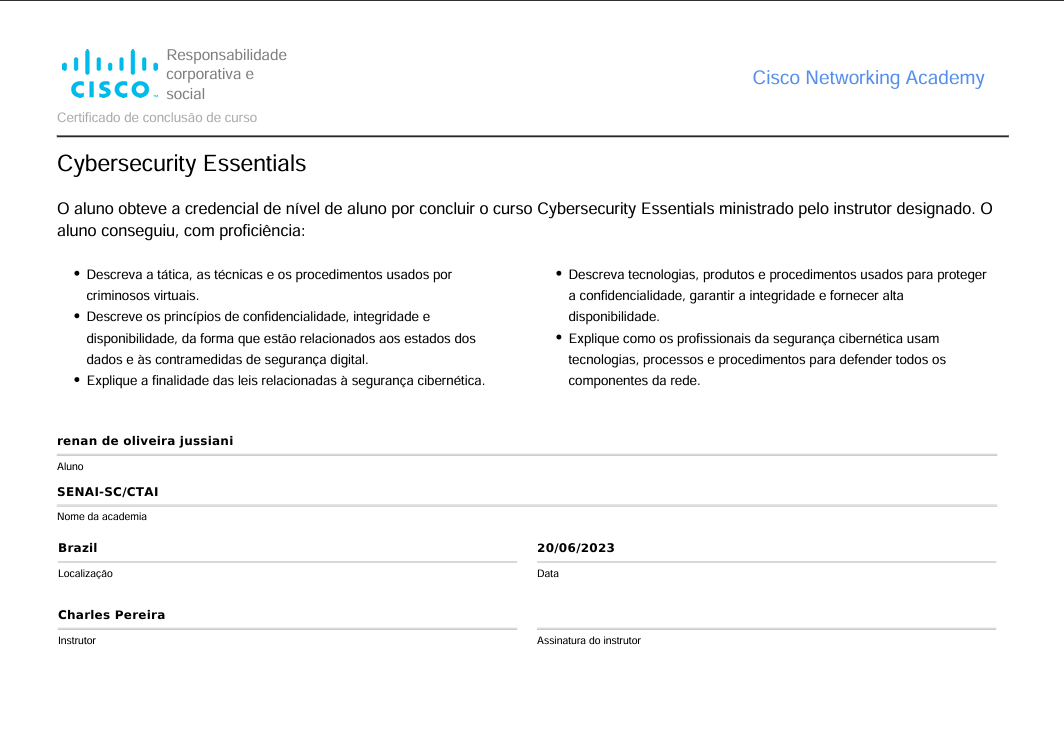 Responsabilidade
corporativa e
social
CISCO
Cisco Networking Academy
Certificado de conclusão de curso
Cybersecurity Essentials
O aluno obteve a credencial de nível de aluno por concluir o curso Cybersecurity Essentials ministrado pelo instrutor designado. O
aluno conseguiu, com proficiência:
• Descreva a tática, as técnicas e os procedimentos usados por
criminosos virtuais.
• Descreve os princípios de confidencialidade, integridade e
disponibilidade, da forma que estão relacionados aos estados dos
dados e às contramedidas de segurança digital.
• Explique a finalidade das leis relacionadas à segurança cibernética.
• Descreva tecnologias, produtos e procedimentos usados para proteger
a confidencialidade, garantir a integridade e fornecer alta
disponibilidade.
• Explique como os profissionais da segurança cibernética usam
tecnologias, processos e procedimentos para defender todos os
componentes da rede.
renan de oliveira jussiani
Aluno
SENAI-SC/CTAI
Nome da academia
Brazil
Localização
20/06/2023
Data
Charles Pereira
Instrutor
Assinatura do instrutor